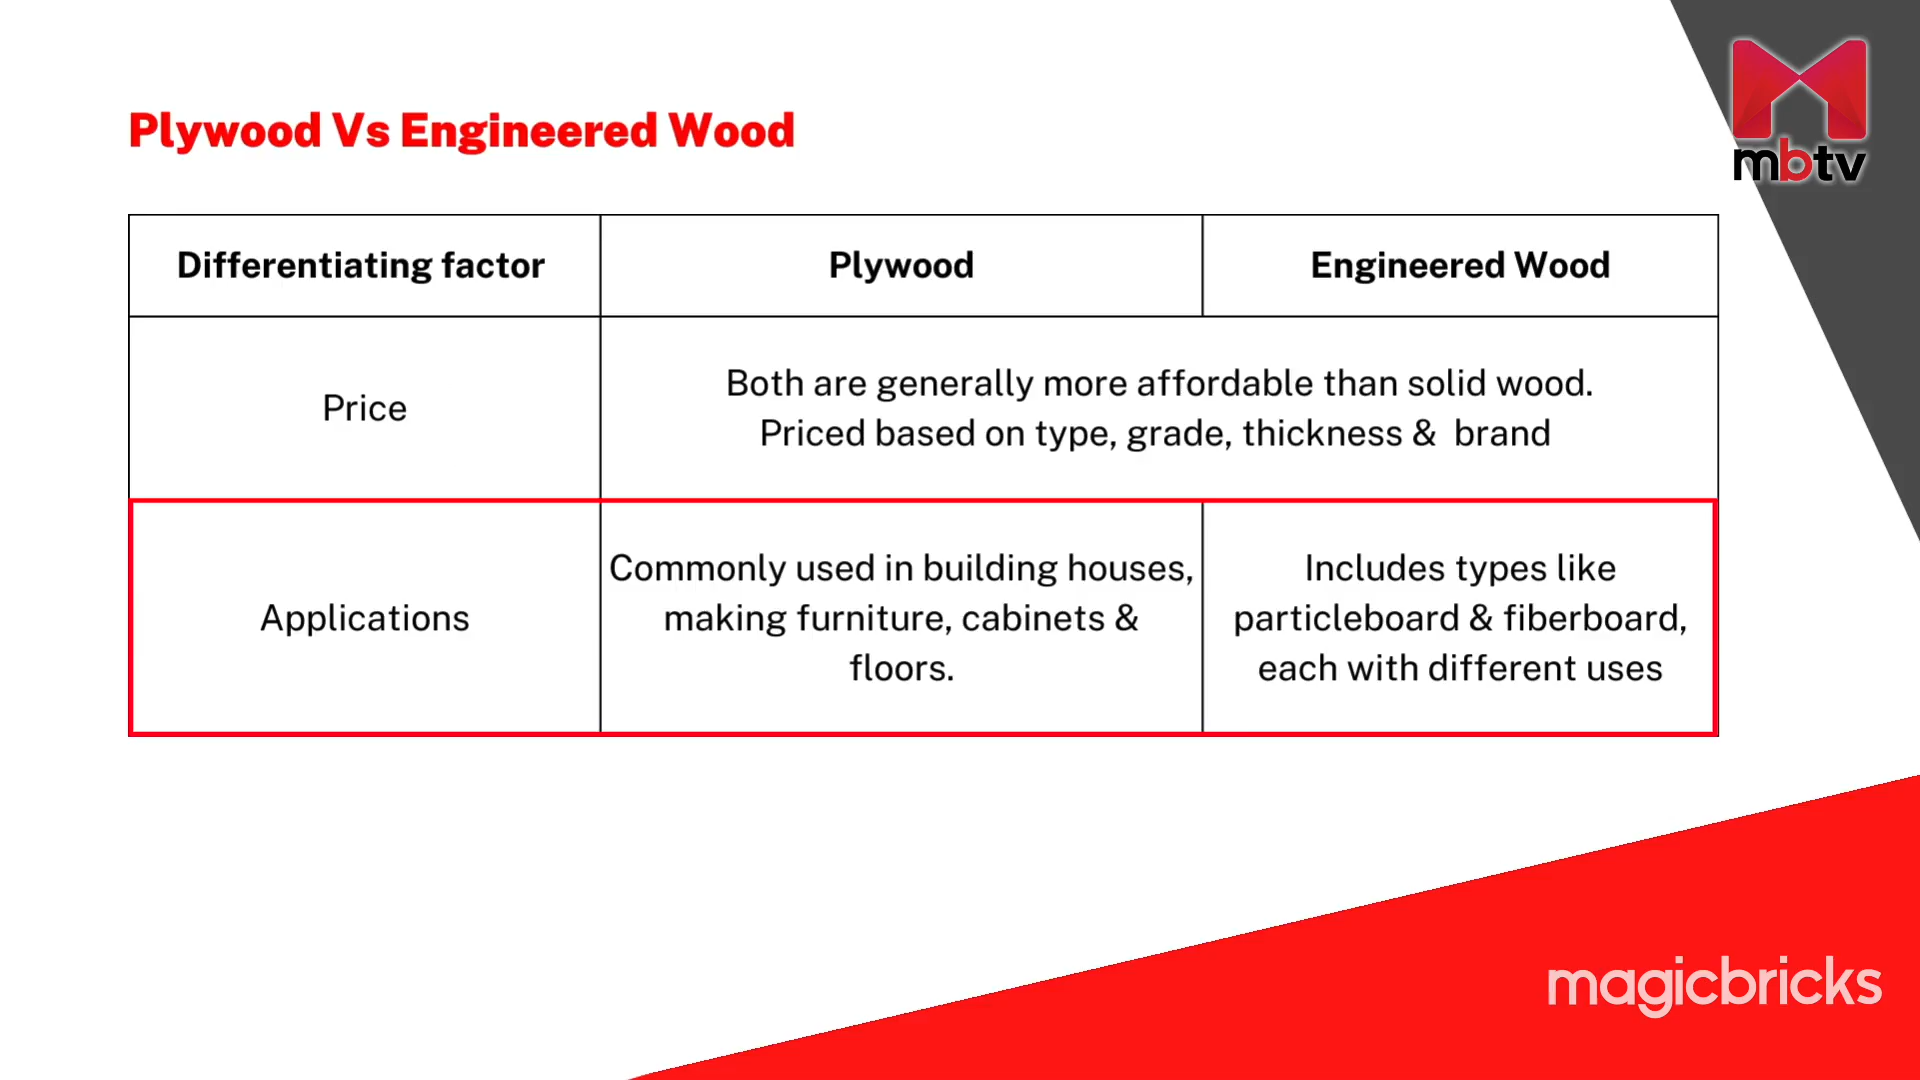 Plywood Vs Engineered Wood
mbtv
Differentiating factor
Plywood
Engineered Wood
Price
Both are generally more affordable than solid wood.
Priced based on type, grade, thickness &  brand
Applications
Commonly used in building houses,
making furniture, cabinets &
floors.
Includes types like
particleboard & fiberboard,
each with different uses
magicbricks